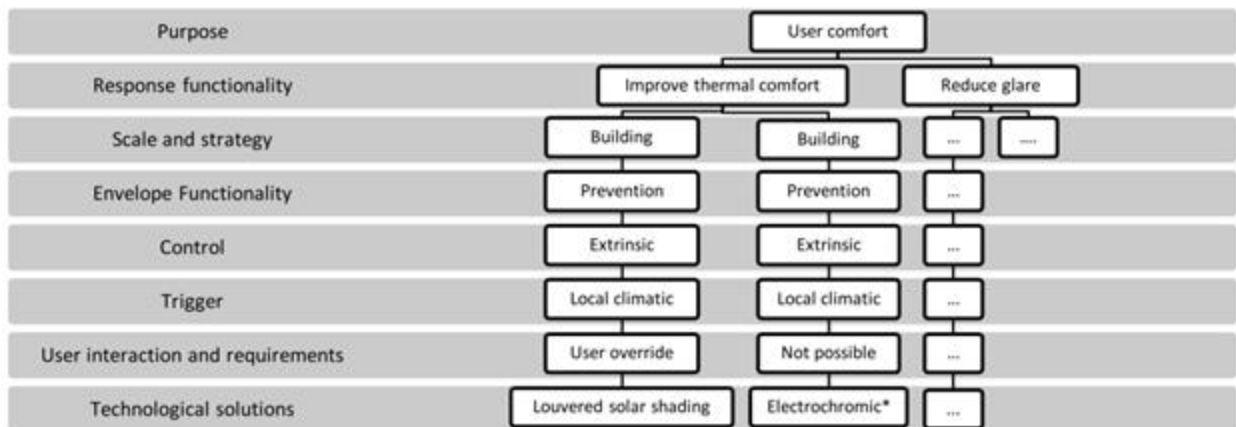 Purpose User comfort
Response functionality Improve thermal comfort Reduce glare
Scale and strategy Building Building ... ....
Envelope Functionality Prevention Prevention ...
Control Extrinsic Extrinsic ...
Trigger Local climatic Local climatic ...
User interaction and requirements User override Not possible ...
Technological solutions Louvered solar shading Electrochromic* ...